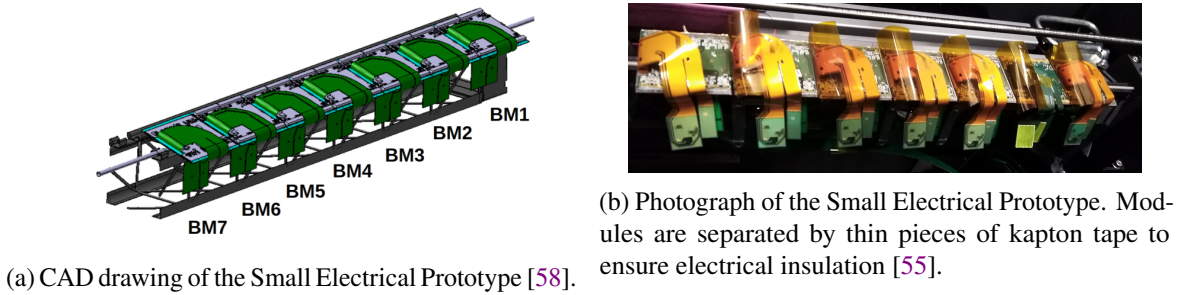 BM1
BM2
BM3
BM4
BM5
BM6
BM7
(a) CAD drawing of the Small Electrical Prototype [58].
(b) Photograph of the Small Electrical Prototype. Mod-
ules are separated by thin pieces of kapton tape to
ensure electrical insulation [55].